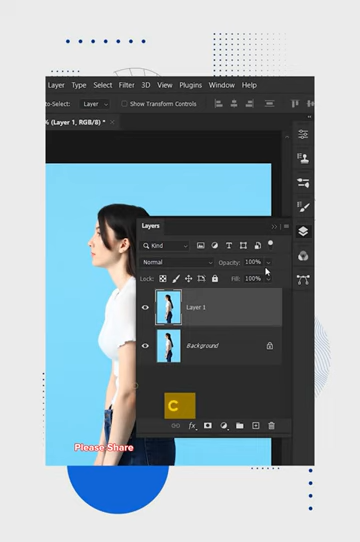 Layer Type Select Filter 3D View Plugins Window Help
to-Select: Layer Show Transform Controls
% (Layer 1, RGB/8) * ×
Layers
Kind
Normal Opacity: 100%
Lock: Fill: 100%
Layer 1
Background
C
fx
Please Share